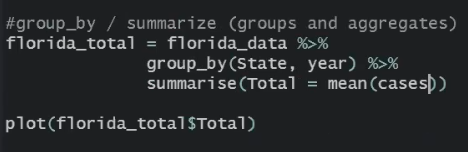 #group_by / summarize (groups and aggregates)
florida_total = florida_data %>%
group_by(State, year) %>%
summarise(Total = mean(cases))
plot(florida_total$Total)